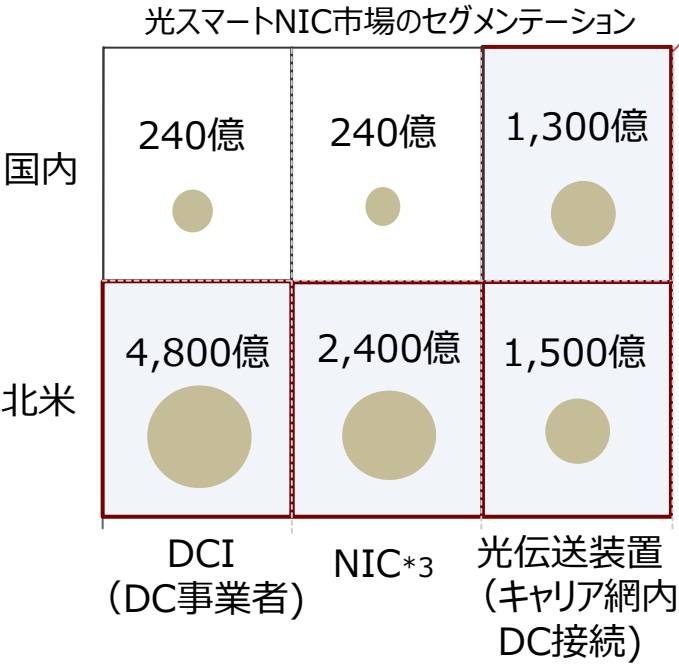 光スマートNIC市場のセグメンテーション
国内
240億
240億
1,300億
北米
4,800億
2,400億
1,500億
DCI
（DC事業者）
NIC*3
光伝送装置
（キャリア網内
DC接続）